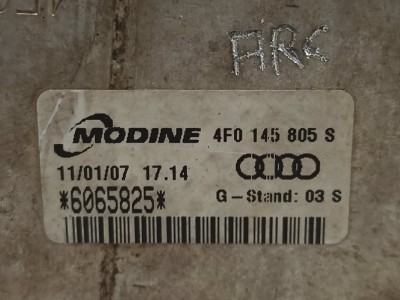 ARC
MODINE 4F0 145 805 S
11/01/07 17.14
*6065825* G-Stand: 03 S